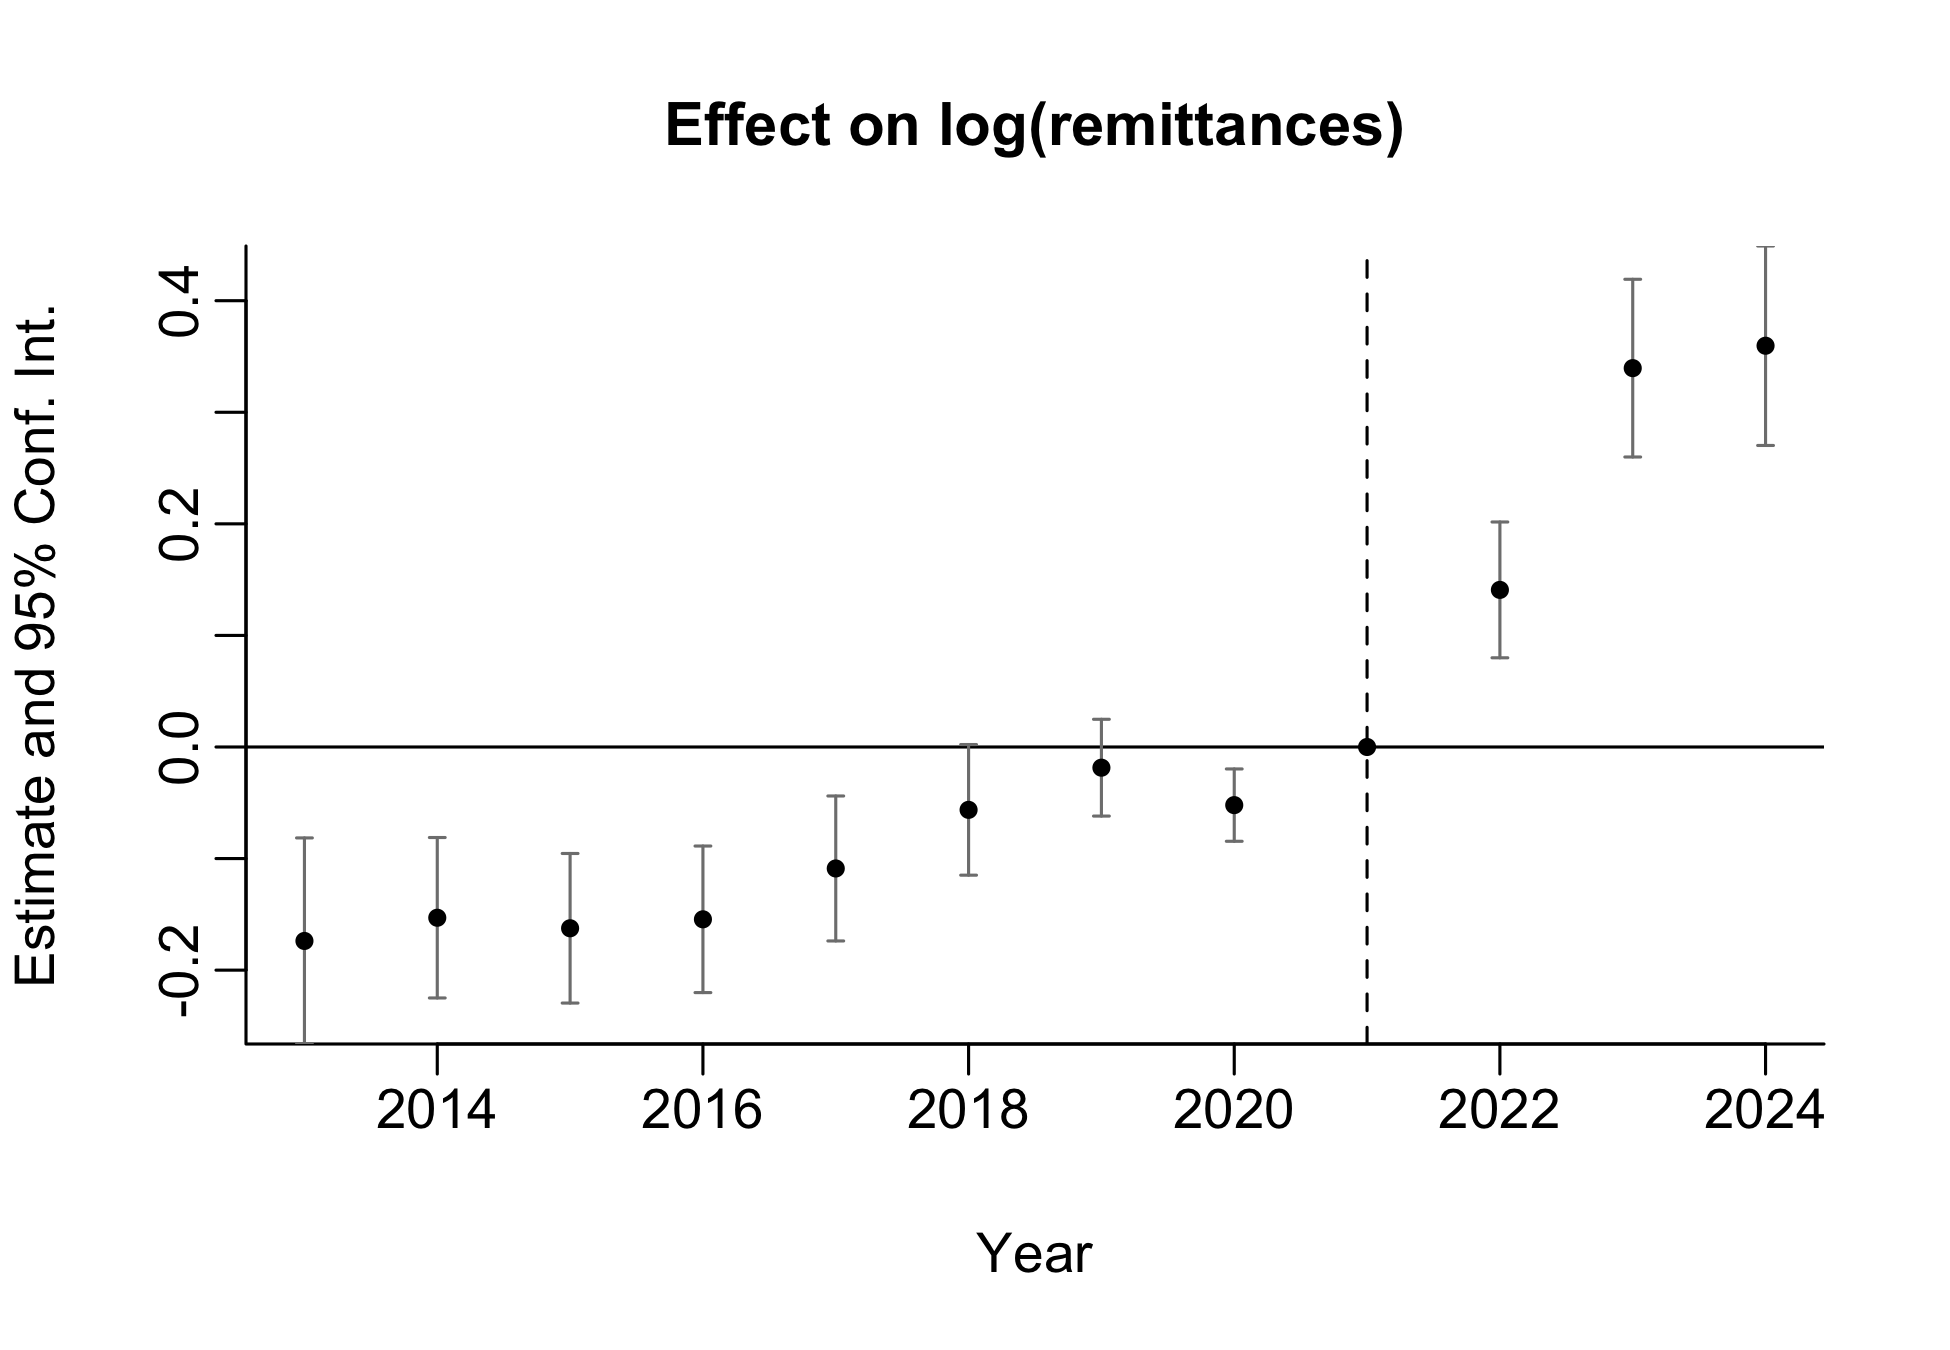 Effect on log(remittances)
Estimate and 95% Conf. Int.
0.4
0.2
0.0
-0.2
2014 2016 2018 2020 2022 2024
Year